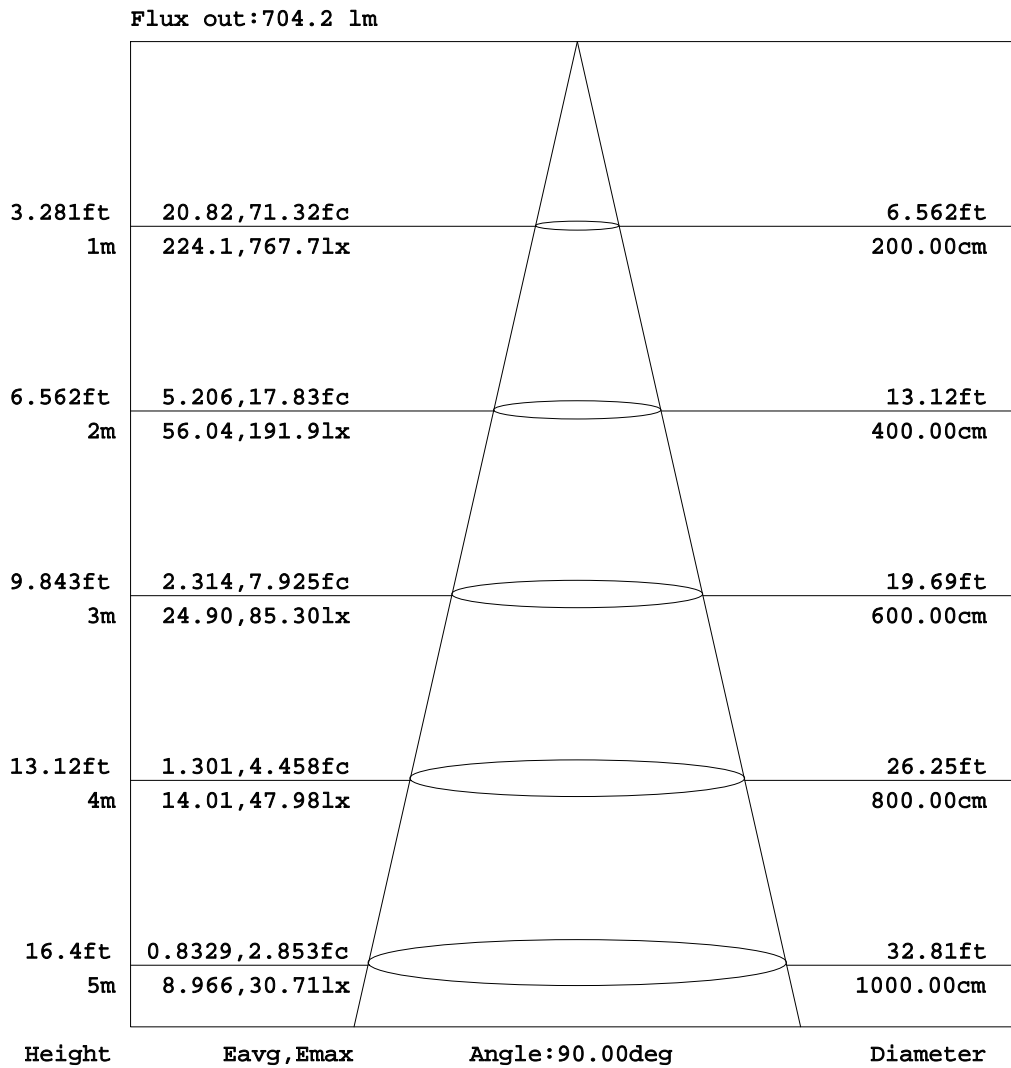 Flux out:704.2 lm
3.281ft 20.82,71.32fc 6.562ft
1m 224.1,767.7lx 200.00cm
6.562ft 5.206,17.83fc 13.12ft
2m 56.04,191.9lx 400.00cm
9.843ft 2.314,7.925fc 19.69ft
3m 24.90,85.30lx 600.00cm
13.12ft 1.301,4.458fc 26.25ft
4m 14.01,47.98lx 800.00cm
16.4ft 0.8329,2.853fc 32.81ft
5m 8.966,30.71lx 1000.00cm
Height Eavg,Emax Angle:90.00deg Diameter